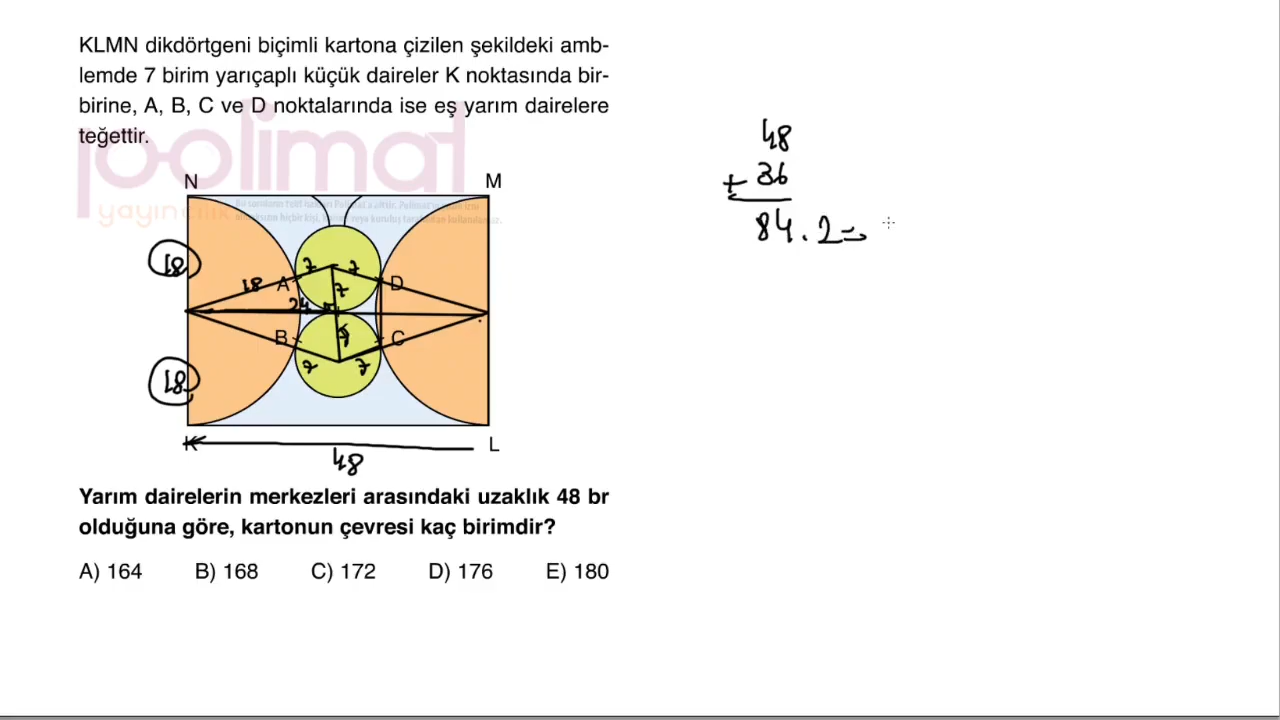 KLMN dikdörtgeni biçimli kartona çizilen şekildeki amb-
lemde 7 birim yarıçaplı küçük daireler K noktasında bir-
birine, A, B, C ve D noktalarında ise eş yarım dairelere
teğettir.
polimat
yayıncılık
N M
18 7 7
18 A D
24 7
B C
7 7
18
K L
48
48
+ 36
84.2=
Yarım dairelerin merkezleri arasındaki uzaklık 48 br
olduğuna göre, kartonun çevresi kaç birimdir?
A) 164 B) 168 C) 172 D) 176 E) 180